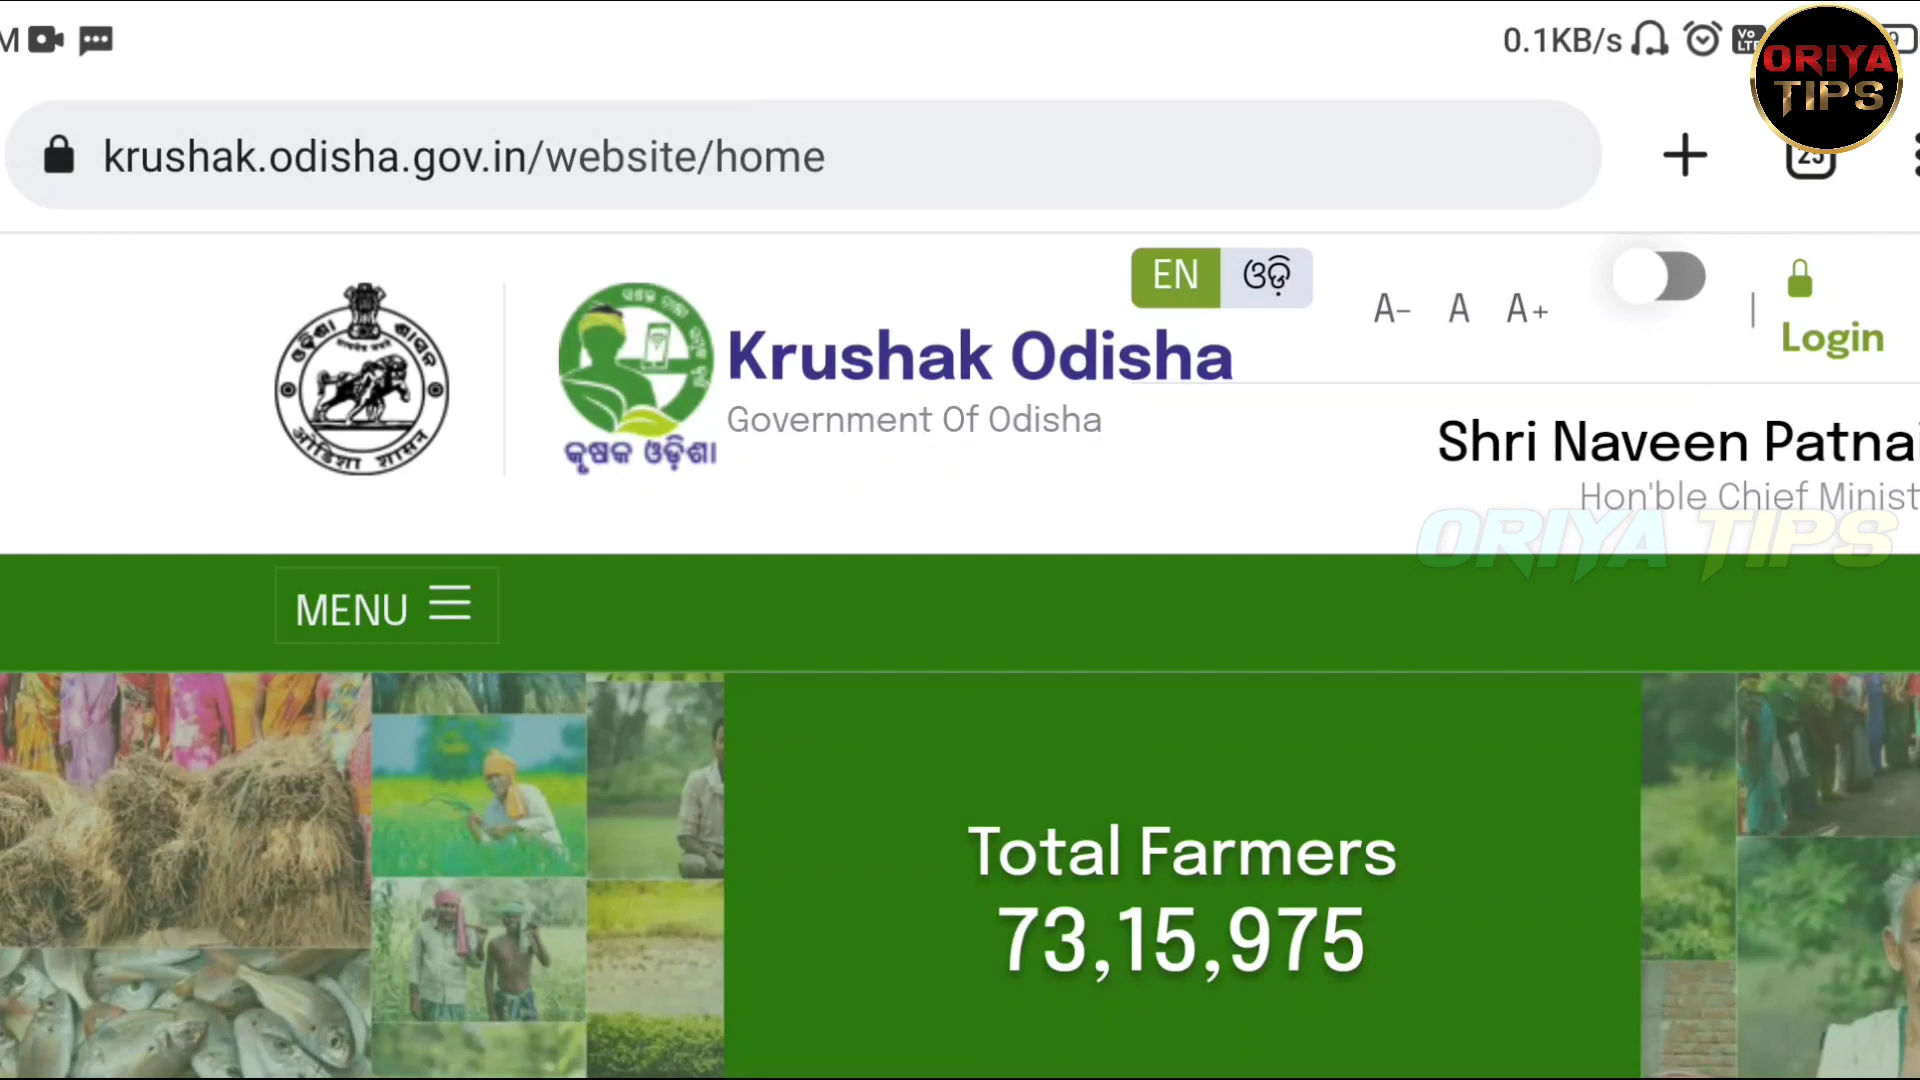 M
0.1KB/s
Vo
ORIYA
TIPS
krushak.odisha.gov.in/website/home
EN ଓଡ଼ି
A- A A+
Login
Krushak Odisha
Government Of Odisha
କୃଷକ ଓଡ଼ିଶା
Shri Naveen Patnai
Hon'ble Chief Minist
ORIYA TIPS
MENU
Total Farmers
73,15,975